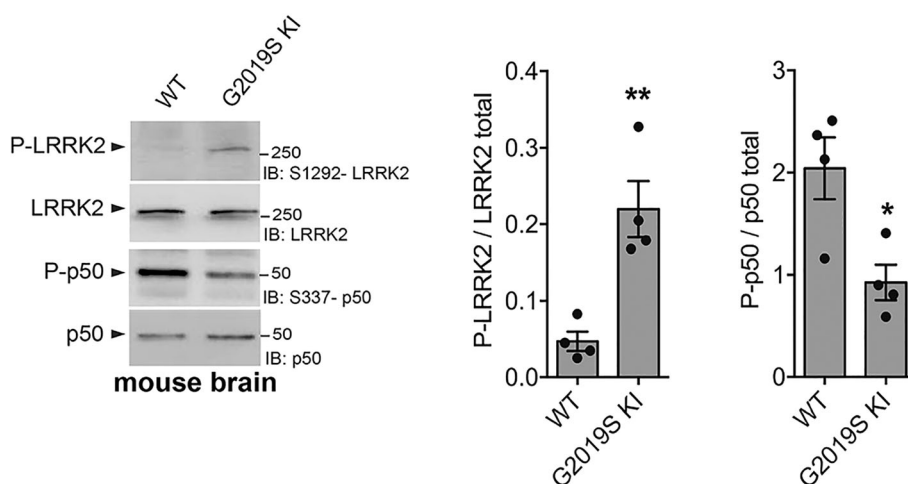 WT
G2019S KI
P-LRRK2
250
IB: S1292- LRRK2
LRRK2
250
IB: LRRK2
P-p50
50
IB: S337- p50
p50
50
IB: p50
mouse brain
P-LRRK2 / LRRK2 total
0.4
0.3
0.2
0.1
0.0
**
WT
G2019S KI
P-p50 / p50 total
3
2
1
0
*
WT
G2019S KI